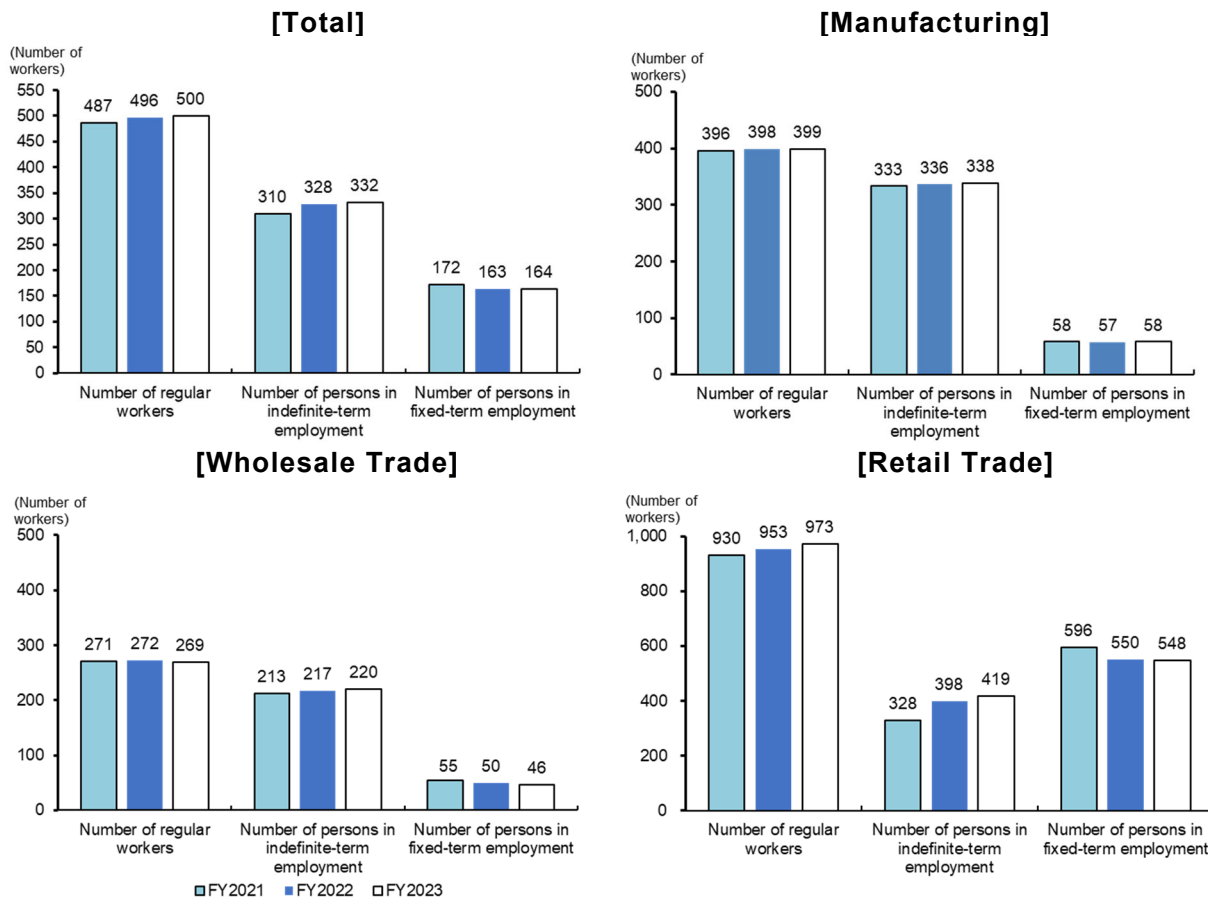 [Total]
(Number of
workers)
550
500
450
400
350
300
250
200
150
100
50
0
487 496 500
310 328 332
172 163 164
Number of regular
workers
Number of persons in
indefinite-term
employment
Number of persons in
fixed-term employment
[Manufacturing]
(Number of
workers)
500
400
300
200
100
0
396 398 399
333 336 338
58 57 58
Number of regular
workers
Number of persons in
indefinite-term
employment
Number of persons in
fixed-term employment
[Wholesale Trade]
(Number of
workers)
500
400
300
200
100
0
271 272 269
213 217 220
55 50 46
Number of regular
workers
Number of persons in
indefinite-term
employment
Number of persons in
fixed-term employment
FY2021 FY2022 FY2023
[Retail Trade]
(Number of
workers)
1,000
800
600
400
200
0
930 953 973
328 398 419
596 550 548
Number of regular
workers
Number of persons in
indefinite-term
employment
Number of persons in
fixed-term employment